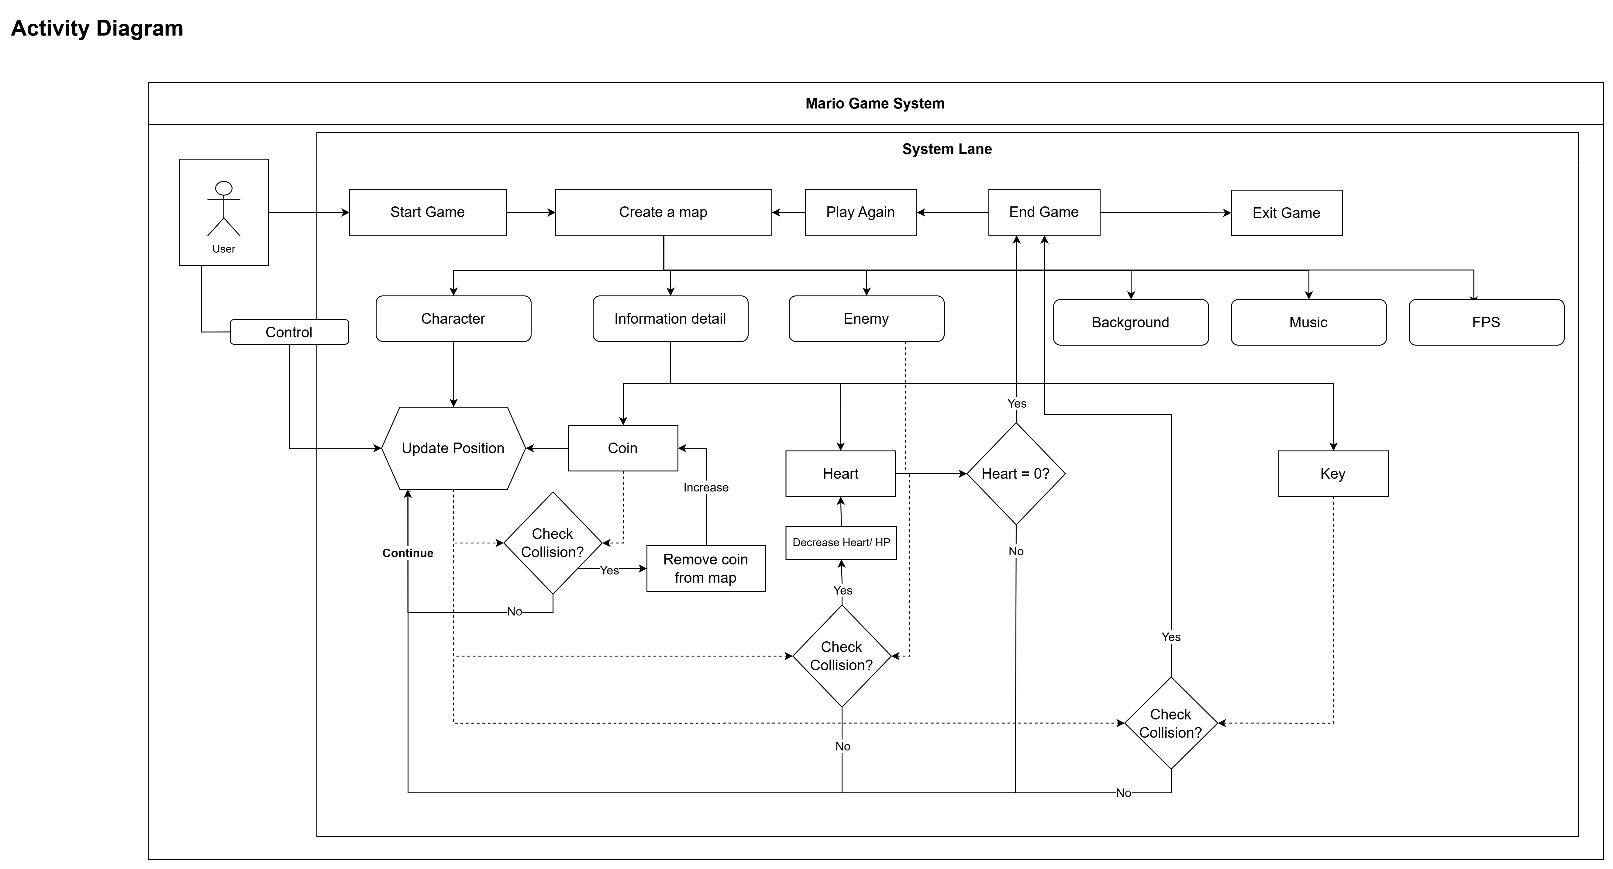 Activity Diagram
Mario Game System
System Lane
User
Start Game
Create a map
Play Again
End Game
Exit Game
Control
Character
Information detail
Enemy
Background
Music
FPS
Yes
Update Position
Coin
Heart
Heart = 0?
Key
Increase
Check
Collision?
Continue
Yes
Remove coin
from map
Decrease Heart/ HP
No
Yes
No
Check
Collision?
Yes
Check
Collision?
No
No